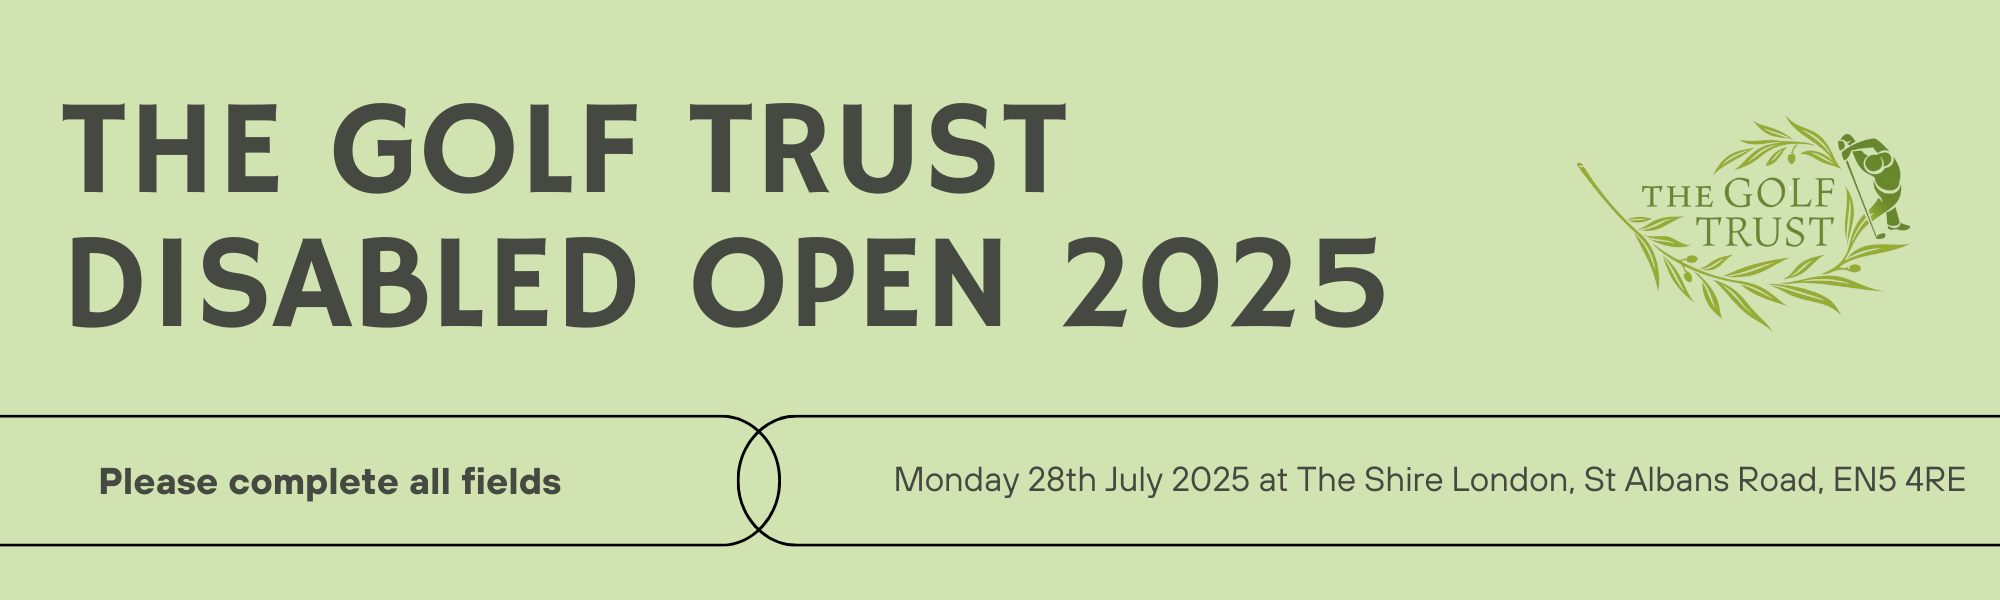 THE GOLF TRUST
DISABLED OPEN 2025
THE GOLF
TRUST
Please complete all fields
Monday 28th July 2025 at The Shire London, St Albans Road, EN5 4RE